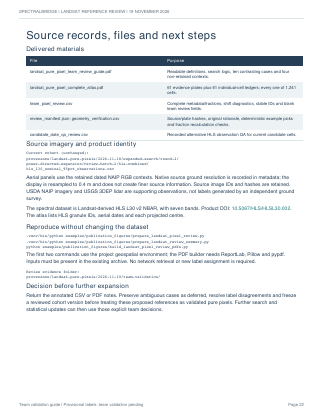 SPECTRALBRIDGE | LANDSAT REFERENCE REVIEW | 19 NOVEMBER 2026
Source records, files and next steps
Delivered materials
File Purpose
landsat_pure_pixel_team_review_guide.pdf Readable definitions, search logic, ten contrasting cases and four non-retained contexts.
landsat_pure_pixel_complete_atlas.pdf 61 evidence plates plus 61 individual-cell ledgers; every one of 1,241 cells.
team_pixel_review.csv Complete metadata/fractions, shift diagnostics, stable IDs and blank team review fields.
review_manifest.json; geometry_verification.csv Source/plate hashes, original rationale, deterministic example picks and fraction recalculation checks.
candidate_date_qa_review.csv Recorded alternative HLS observation QA for current candidate cells.
Source imagery and product identity
Current cohort (unchanged):
Aerial panels use the retained dated NAIP RGB contexts. Native source ground resolution is recorded in metadata; the
display is resampled to 0.4 m and does not create finer source information. Source image IDs and hashes are retained.
USDA NAIP imagery and USGS 3DEP lidar are supporting observations, not labels generated by an independent ground
survey.
The spectral dataset is Landsat-derived HLS L30 v2 NBAR, with seven bands. Product DOI:
The atlas lists HLS granule IDs, aerial dates and each projected centre.
Reproduce without changing the dataset
The first two commands use the project geospatial environment; the PDF builder needs ReportLab, Pillow and pypdf.
Inputs must be present in the existing archive. No network retrieval or new label assignment is required.
Review evidence folder:
Decision before further expansion
Return the annotated CSV or PDF notes. Preserve ambiguous cases as deferred, resolve label disagreements and freeze
a reviewed cohort version before treating these proposed references as validated pure pixels. Further search and
statistical updates can then use those explicit team decisions.
Team validation guide | Provisional labels, team validation pending